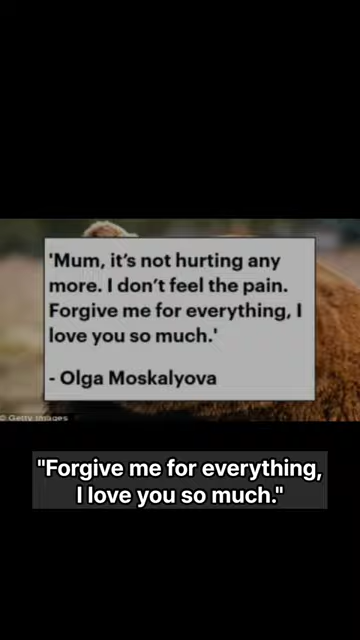 'Mum, it's not hurting any
more. I don't feel the pain.
Forgive me for everything, I
love you so much.'
- Olga Moskalyova
© Getty Images
"Forgive me for everything,
I love you so much."